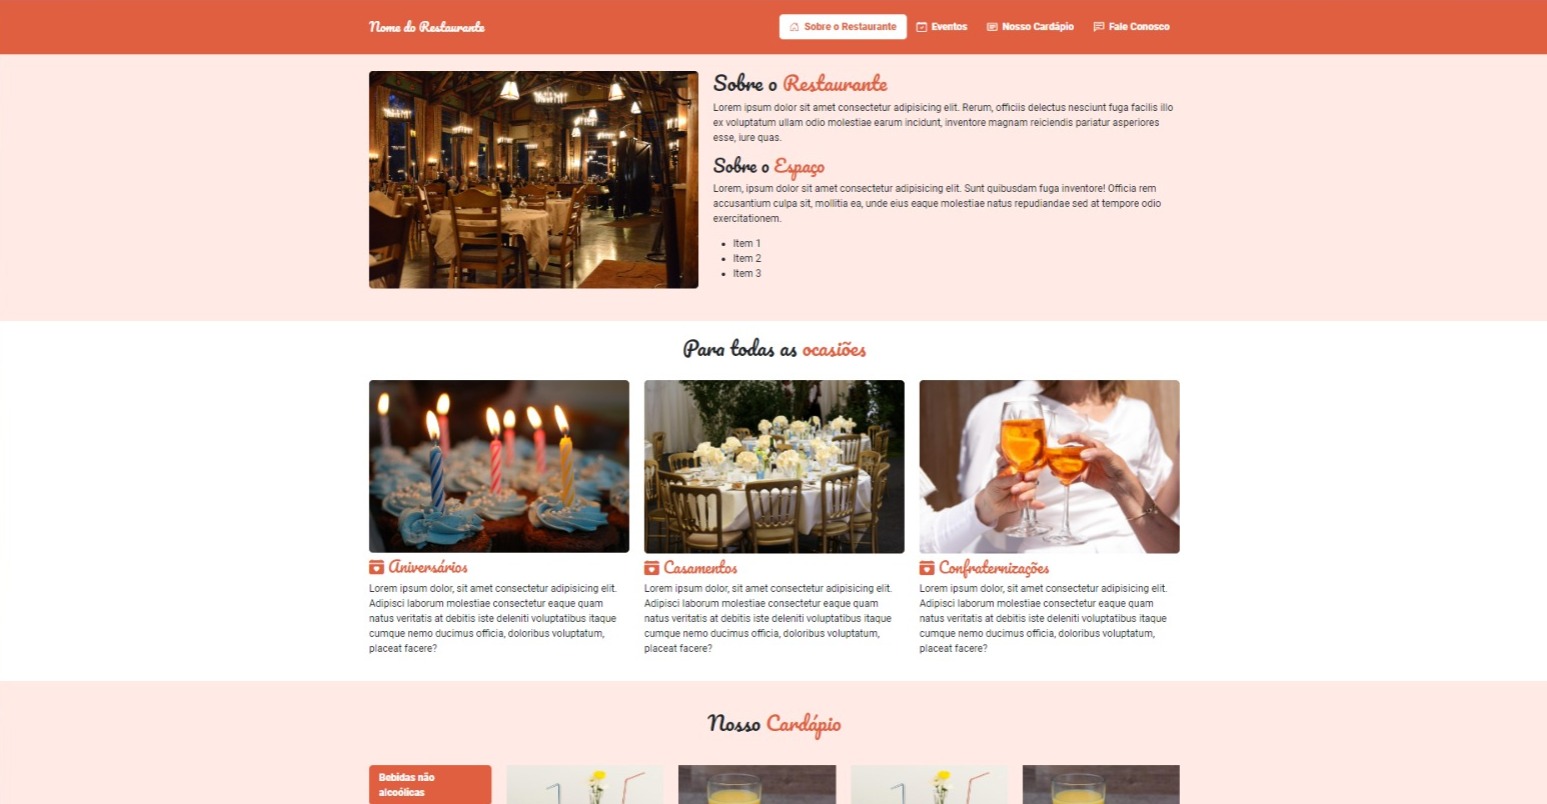 Nome do Restaurante
Sobre o Restaurante
Eventos
Nosso Cardápio
Fale Conosco
Sobre o Restaurante
Lorem ipsum dolor sit amet consectetur adipisicing elit. Rerum, officiis delectus nesciunt fuga facilis illo
ex voluptatum ullam odio molestiae earum incidunt, inventore magnam reiciendis pariatur asperiores
esse, iure quas.
Sobre o Espaço
Lorem, ipsum dolor sit amet consectetur adipisicing elit. Sunt quibusdam fuga inventore! Officia rem
accusantium culpa sit, mollitia ea, unde eius eaque molestiae natus repudiandae sed at tempore odio
exercitationem.
Item 1
Item 2
Item 3
Para todas as ocasiões
Aniversários
Lorem ipsum dolor, sit amet consectetur adipisicing elit.
Adipisci laborum molestiae consectetur eaque quam
natus veritatis at debitis iste deleniti voluptatibus itaque
cumque nemo ducimus officia, doloribus voluptatum,
placeat facere?
Casamentos
Lorem ipsum dolor, sit amet consectetur adipisicing elit.
Adipisci laborum molestiae consectetur eaque quam
natus veritatis at debitis iste deleniti voluptatibus itaque
cumque nemo ducimus officia, doloribus voluptatum,
placeat facere?
Confraternizações
Lorem ipsum dolor, sit amet consectetur adipisicing elit.
Adipisci laborum molestiae consectetur eaque quam
natus veritatis at debitis iste deleniti voluptatibus itaque
cumque nemo ducimus officia, doloribus voluptatum,
placeat facere?
Nosso Cardápio
Bebidas não
alcoólicas